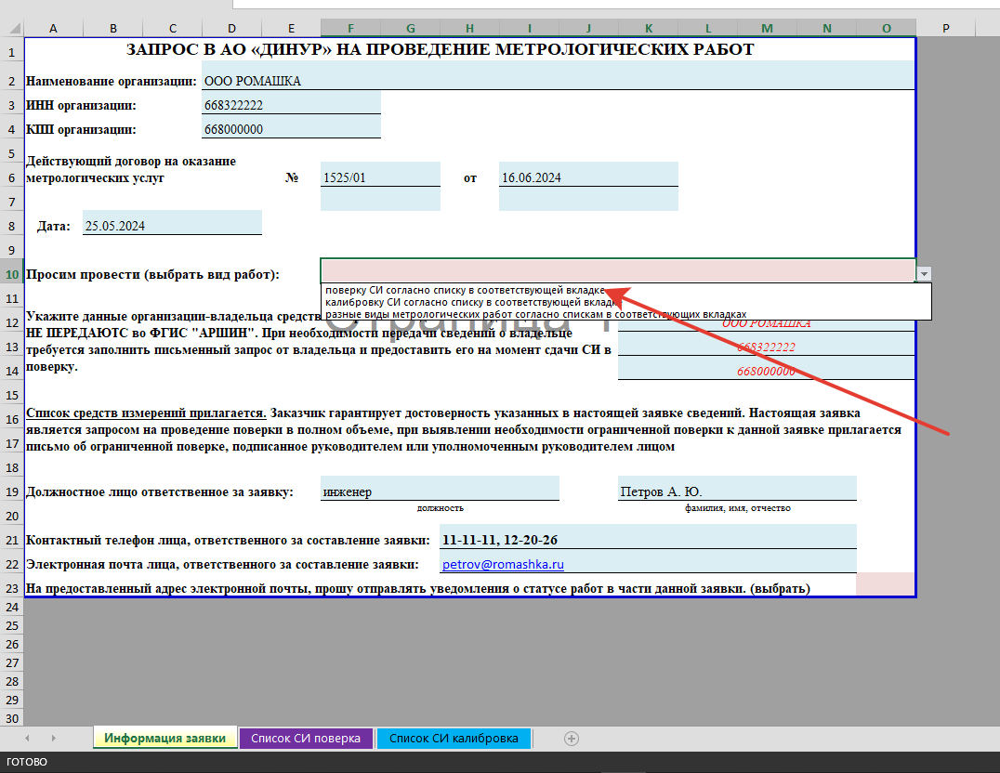 A B C D E F G H I J K L M N O P
1 ЗАПРОС В АО «ДИНУР» НА ПРОВЕДЕНИЕ МЕТРОЛОГИЧЕСКИХ РАБОТ
2 Наименование организации: ООО РОМАШКА
3 ИНН организации: 668322222
4 КПП организации: 668000000
5
Действующий договор на оказание
6 метрологических услуг № 1525/01 от 16.06.2024
7
8 Дата: 25.05.2024
9
10 Просим провести (выбрать вид работ):
поверку СИ согласно списку в соответствующей вкладке
11 калибровку СИ согласно списку в соответствующей вкладке
разные виды метрологических работ согласно спискам в соответствующих вкладках
Укажите данные организации-владельца средств
Страница 1
12 ООО РОМАШКА
НЕ ПЕРЕДАЮТС во ФГИС "АРШИН". При необходимости передачи сведений о владельце
13 требуется заполнить письменный запрос от владельца и предоставить его на момент сдачи СИ в 668322222
14 поверку. 668000000
15
16 Список средств измерений прилагается. Заказчик гарантирует достоверность указанных в настоящей заявке сведений. Настоящая заявка
является запросом на проведение поверки в полном объеме, при выявлении необходимости ограниченной поверки к данной заявке прилагается
17 письмо об ограниченной поверке, подписанное руководителем или уполномоченным руководителем лицом
18
19 Должностное лицо ответственное за заявку: инженер Петров А. Ю.
20 должность фамилия, имя, отчество
21 Контактный телефон лица, ответственного за составление заявки: 11-11-11, 12-20-26
22 Электронная почта лица, ответственного за составление заявки: petrov@romashka.ru
23 На предоставленный адрес электронной почты, прошу отправлять уведомления о статусе работ в части данной заявки. (выбрать)
24
25
26
27
28
29
30
Информация заявки Список СИ поверка Список СИ калибровка
ГОТОВО